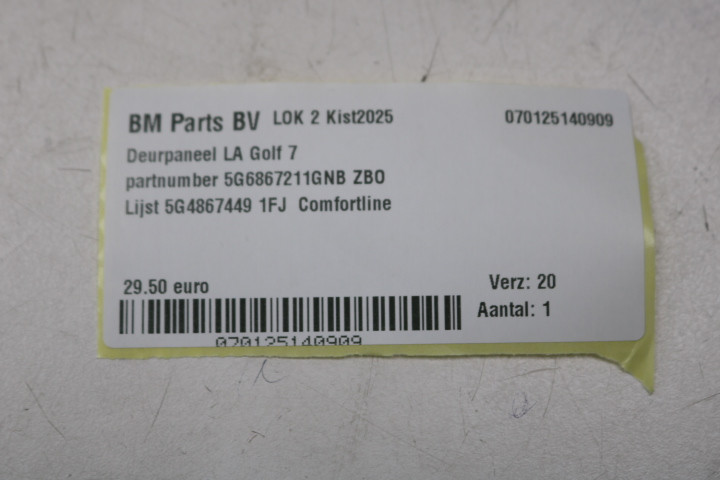 BM Parts BV LOK 2 Kist2025 070125140909
Deurpaneel LA Golf 7
partnumber 5G6867211GNB ZBO
Lijst 5G4867449 1FJ Comfortline
29.50 euro Verz: 20
Aantal: 1
070125140909